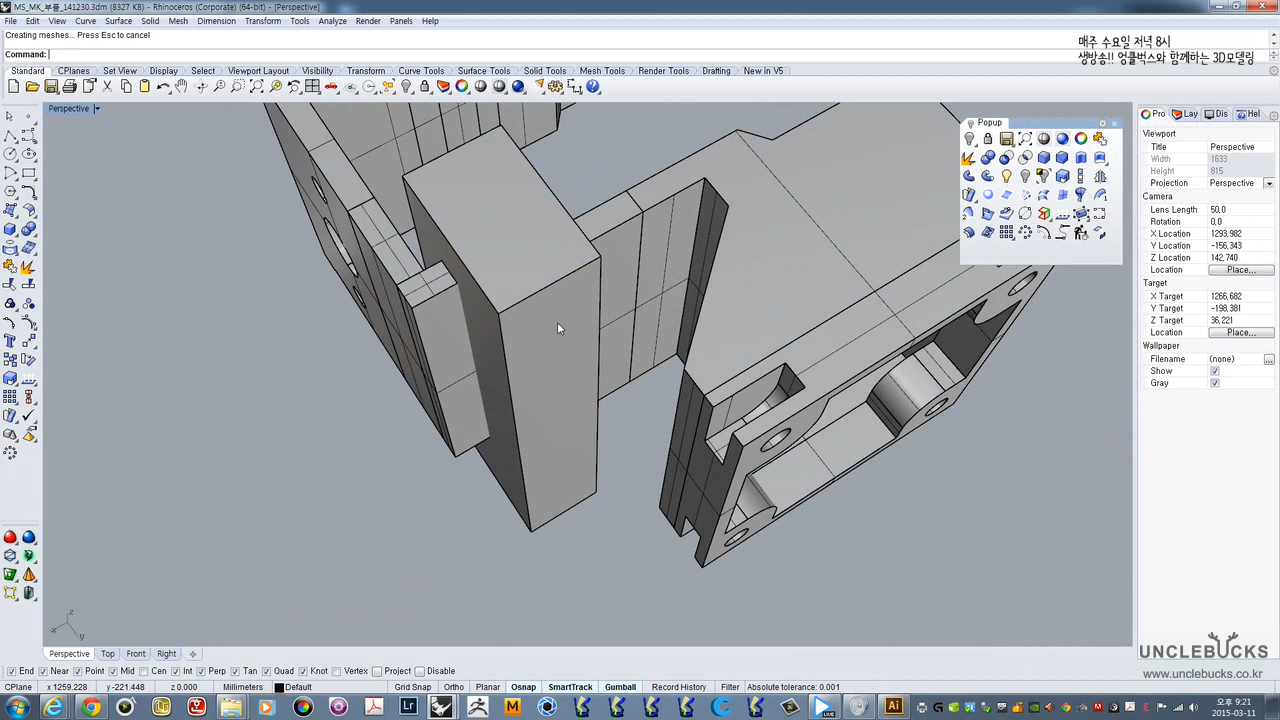 MS_MK_부품_141230.3dm (8327 KB) - Rhinoceros (Corporate) (64-bit) - [Perspective]
File Edit View Curve Surface Solid Mesh Dimension Transform Tools Analyze Render Panels Help
Creating meshes... Press Esc to cancel
Command:
매주 수요일 저녁 8시
생방송!! 엉클벅스와 함께하는 3D모델링
Standard CPlanes Set View Display Select Viewport Layout Visibility Transform Curve Tools Surface Tools Solid Tools Mesh Tools Render Tools Drafting New in V5
Perspective
Popup
Pro Lay Dis Hel
Viewport
Title Perspective
Width 1633
Height 815
Projection Perspective
Camera
Lens Length 50,0
Rotation 0,0
X Location 1293,982
Y Location -156,343
Z Location 142,740
Location Place...
Target
X Target 1266,682
Y Target -198,381
Z Target 36,221
Location Place...
Wallpaper
Filename (none) ...
Show
Gray
z
x
y
Perspective Top Front Right
End Near Point Mid Cen Int Perp Tan Quad Knot Vertex Project Disable
CPlane x 1259.228 y -221.448 z 0.000 Millimeters Default Grid Snap Ortho Planar Osnap SmartTrack Gumball Record History Filter Absolute tolerance: 0.001
UNCLEBUCKS
www.unclebucks.com
오후 9:21
2015-03-11